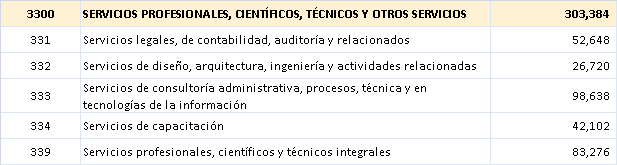 3300 SERVICIOS PROFESIONALES, CIENTÍFICOS, TÉCNICOS Y OTROS SERVICIOS 303,384
331 Servicios legales, de contabilidad, auditoría y relacionados 52,648
332 Servicios de diseño, arquitectura, ingeniería y actividades relacionadas 26,720
333 Servicios de consultoría administrativa, procesos, técnica y en 98,638
tecnologías de la información
334 Servicios de capacitación 42,102
339 Servicios profesionales, científicos y técnicos integrales 83,276